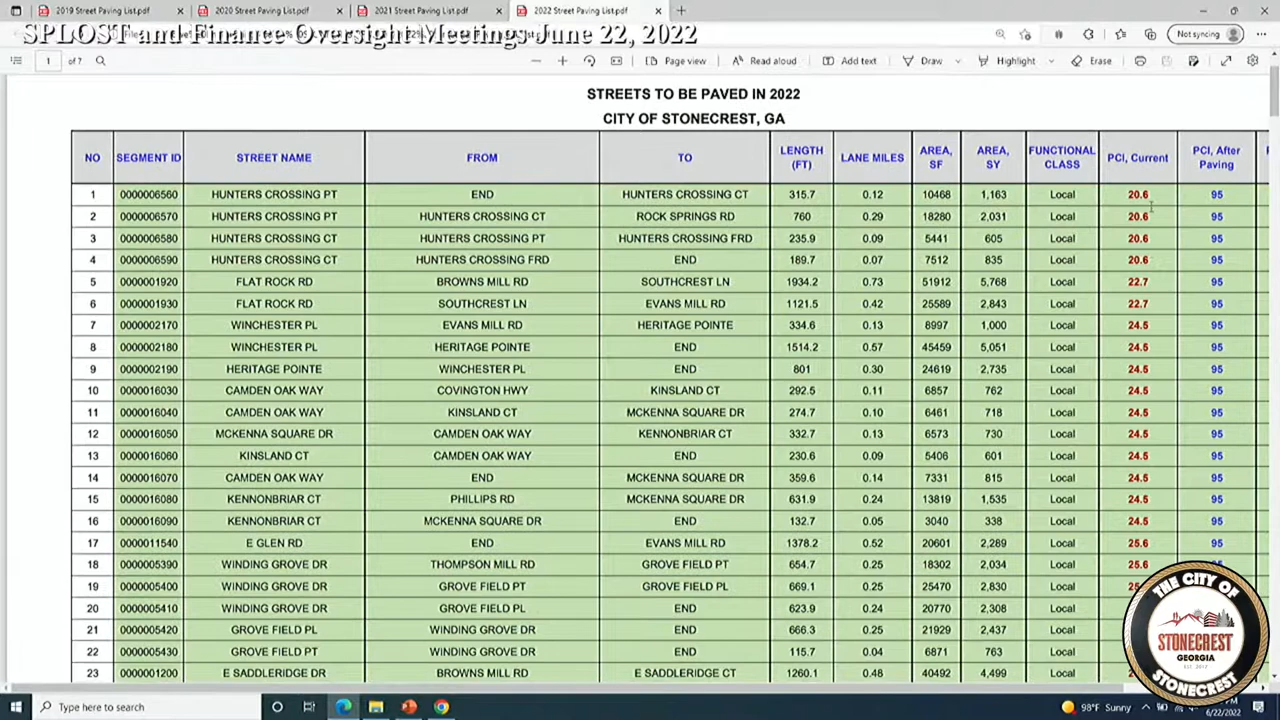 2019 Street Paving List.pdf 2020 Street Paving List.pdf 2021 Street Paving List.pdf 2022 Street Paving List.pdf
SPLOST and Finance Oversight Meetings June 22, 2022
Not syncing
1 of 7 Page view Read aloud Add text Draw Highlight Erase
STREETS TO BE PAVED IN 2022
CITY OF STONECREST, GA
NO SEGMENT ID STREET NAME FROM TO LENGTH (FT) LANE MILES AREA, SF AREA, SY FUNCTIONAL CLASS PCI, Current PCI, After Paving
1 0000006560 HUNTERS CROSSING PT END HUNTERS CROSSING CT 315.7 0.12 10468 1,163 Local 20.6 95
2 0000006570 HUNTERS CROSSING PT HUNTERS CROSSING CT ROCK SPRINGS RD 760 0.29 18280 2,031 Local 20.6 95
3 0000006580 HUNTERS CROSSING CT HUNTERS CROSSING PT HUNTERS CROSSING FRD 235.9 0.09 5441 605 Local 20.6 95
4 0000006590 HUNTERS CROSSING CT HUNTERS CROSSING FRD END 189.7 0.07 7512 835 Local 20.6 95
5 0000001920 FLAT ROCK RD BROWNS MILL RD SOUTHCREST LN 1934.2 0.73 51912 5,768 Local 22.7 95
6 0000001930 FLAT ROCK RD SOUTHCREST LN EVANS MILL RD 1121.5 0.42 25589 2,843 Local 22.7 95
7 0000002170 WINCHESTER PL EVANS MILL RD HERITAGE POINTE 334.6 0.13 8997 1,000 Local 24.5 95
8 0000002180 WINCHESTER PL HERITAGE POINTE END 1514.2 0.57 45459 5,051 Local 24.5 95
9 0000002190 HERITAGE POINTE WINCHESTER PL END 801 0.30 24619 2,735 Local 24.5 95
10 0000016030 CAMDEN OAK WAY COVINGTON HWY KINSLAND CT 292.5 0.11 6857 762 Local 24.5 95
11 0000016040 CAMDEN OAK WAY KINSLAND CT MCKENNA SQUARE DR 274.7 0.10 6461 718 Local 24.5 95
12 0000016050 MCKENNA SQUARE DR CAMDEN OAK WAY KENNONBRIAR CT 332.7 0.13 6573 730 Local 24.5 95
13 0000016060 KINSLAND CT CAMDEN OAK WAY END 230.6 0.09 5406 601 Local 24.5 95
14 0000016070 CAMDEN OAK WAY END MCKENNA SQUARE DR 359.6 0.14 7331 815 Local 24.5 95
15 0000016080 KENNONBRIAR CT PHILLIPS RD MCKENNA SQUARE DR 631.9 0.24 13819 1,535 Local 24.5 95
16 0000016090 KENNONBRIAR CT MCKENNA SQUARE DR END 132.7 0.05 3040 338 Local 24.5 95
17 0000011540 E GLEN RD END EVANS MILL RD 1378.2 0.52 20601 2,289 Local 25.6 95
18 0000005390 WINDING GROVE DR THOMPSON MILL RD GROVE FIELD PT 654.7 0.25 18302 2,034 Local 25.6
19 0000005400 WINDING GROVE DR GROVE FIELD PT GROVE FIELD PL 669.1 0.25 25470 2,830 Local
20 0000005410 WINDING GROVE DR GROVE FIELD PL END 623.9 0.24 20770 2,308 Local
21 0000005420 GROVE FIELD PL WINDING GROVE DR END 666.3 0.25 21929 2,437 Local
22 0000005430 GROVE FIELD PT WINDING GROVE DR END 115.7 0.04 6871 763 Local
23 0000001200 E SADDLERIDGE DR BROWNS MILL RD E SADDLERIDGE CT 1260.1 0.48 40492 4,499 Local
THE CITY OF
STONECREST
GEORGIA
STONECREST
Type here to search 98°F Sunny
6/22/2022